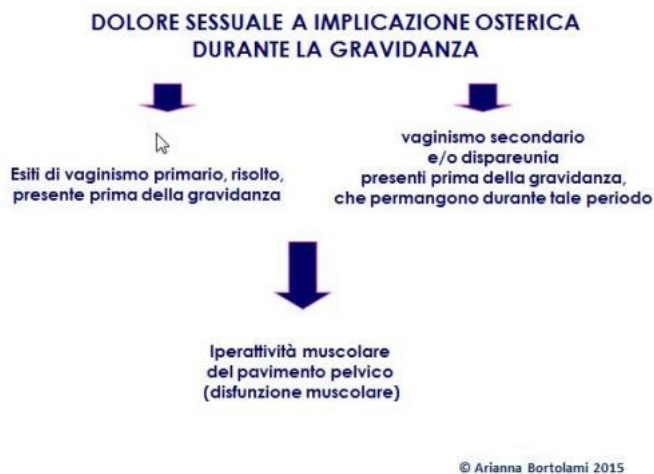 DOLORE SESSUALE A IMPLICAZIONE OSTERICA
DURANTE LA GRAVIDANZA
Esiti di vaginismo primario, risolto,
presente prima della gravidanza
vaginismo secondario
e/o dispareunia
presenti prima della gravidanza,
che permangono durante tale periodo
Iperattività muscolare
del pavimento pelvico
(disfunzione muscolare)
© Arianna Bortolami 2015